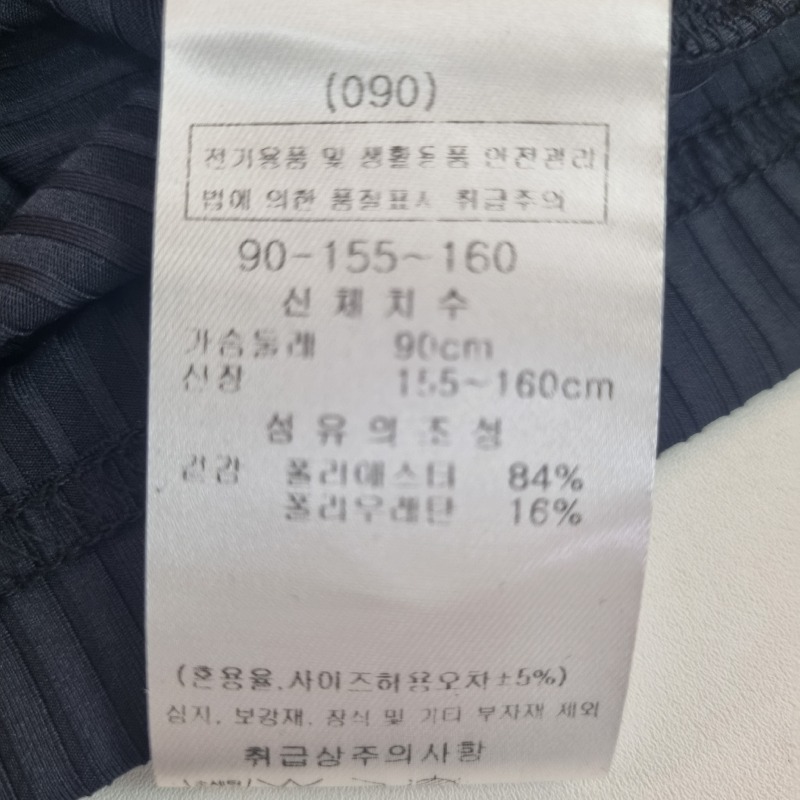 (090)
전기용품 및 생활용품 안전관리
법에 의한 품질표시 취급주의
90-155~160
신체치수
가슴둘레 90cm
신장 155~160cm
섬유의조성
겉감 폴리에스터 84%
폴리우레탄 16%
(혼용율.사이즈허용오차±5%)
심지. 보강재. 장식 및 기타 부자재 제외
취급상주의사항